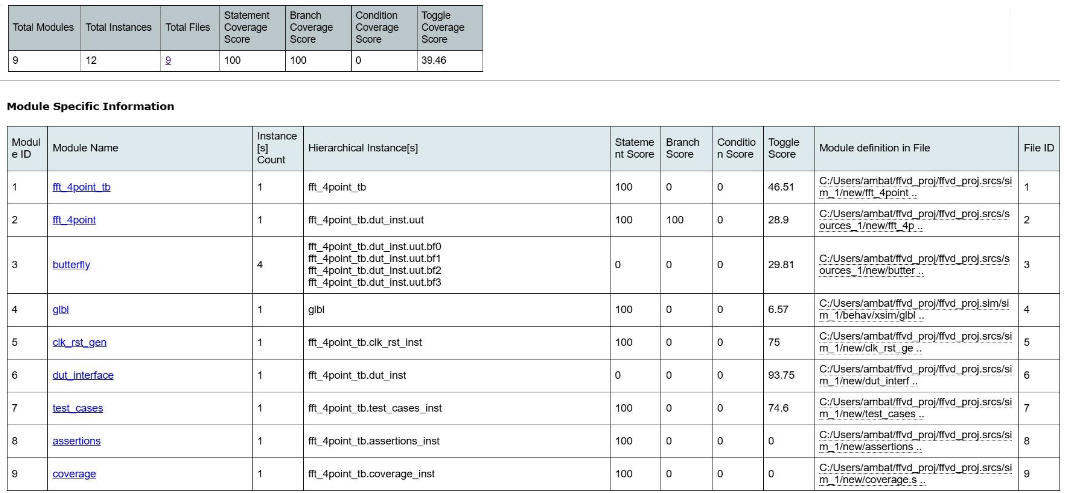 Total Modules Total Instances Total Files Statement Coverage Score Branch Coverage Score Condition Coverage Score Toggle Coverage Score
9 12 9 100 100 0 39.46
Module Specific Information
Module ID Module Name Instance[s] Count Hierarchical Instance[s] Statement Score Branch Score Condition Score Toggle Score Module definition in File File ID
1 fft_4point_tb 1 fft_4point_tb 100 0 0 46.51 C:/Users/ambat/ffvd_proj/ffvd_proj.srcs/sim_1/new/fft_4point .. 1
2 fft_4point 1 fft_4point_tb.dut_inst.uut 100 100 0 28.9 C:/Users/ambat/ffvd_proj/ffvd_proj.srcs/sources_1/new/fft_4p .. 2
3 butterfly 4 fft_4point_tb.dut_inst.uut.bf0
fft_4point_tb.dut_inst.uut.bf1
fft_4point_tb.dut_inst.uut.bf2
fft_4point_tb.dut_inst.uut.bf3 0 0 0 29.81 C:/Users/ambat/ffvd_proj/ffvd_proj.srcs/sources_1/new/butter .. 3
4 glbl 1 glbl 100 0 0 6.57 C:/Users/ambat/ffvd_proj/ffvd_proj.sim/sim_1/behav/xsim/glbl .. 4
5 clk_rst_gen 1 fft_4point_tb.clk_rst_inst 100 0 0 75 C:/Users/ambat/ffvd_proj/ffvd_proj.srcs/sim_1/new/clk_rst_ge .. 5
6 dut_interface 1 fft_4point_tb.dut_inst 0 0 0 93.75 C:/Users/ambat/ffvd_proj/ffvd_proj.srcs/sim_1/new/dut_interf .. 6
7 test_cases 1 fft_4point_tb.test_cases_inst 100 0 0 74.6 C:/Users/ambat/ffvd_proj/ffvd_proj.srcs/sim_1/new/test_cases .. 7
8 assertions 1 fft_4point_tb.assertions_inst 100 0 0 0 C:/Users/ambat/ffvd_proj/ffvd_proj.srcs/sim_1/new/assertions .. 8
9 coverage 1 fft_4point_tb.coverage_inst 100 0 0 0 C:/Users/ambat/ffvd_proj/ffvd_proj.srcs/sim_1/new/coverage.s .. 9